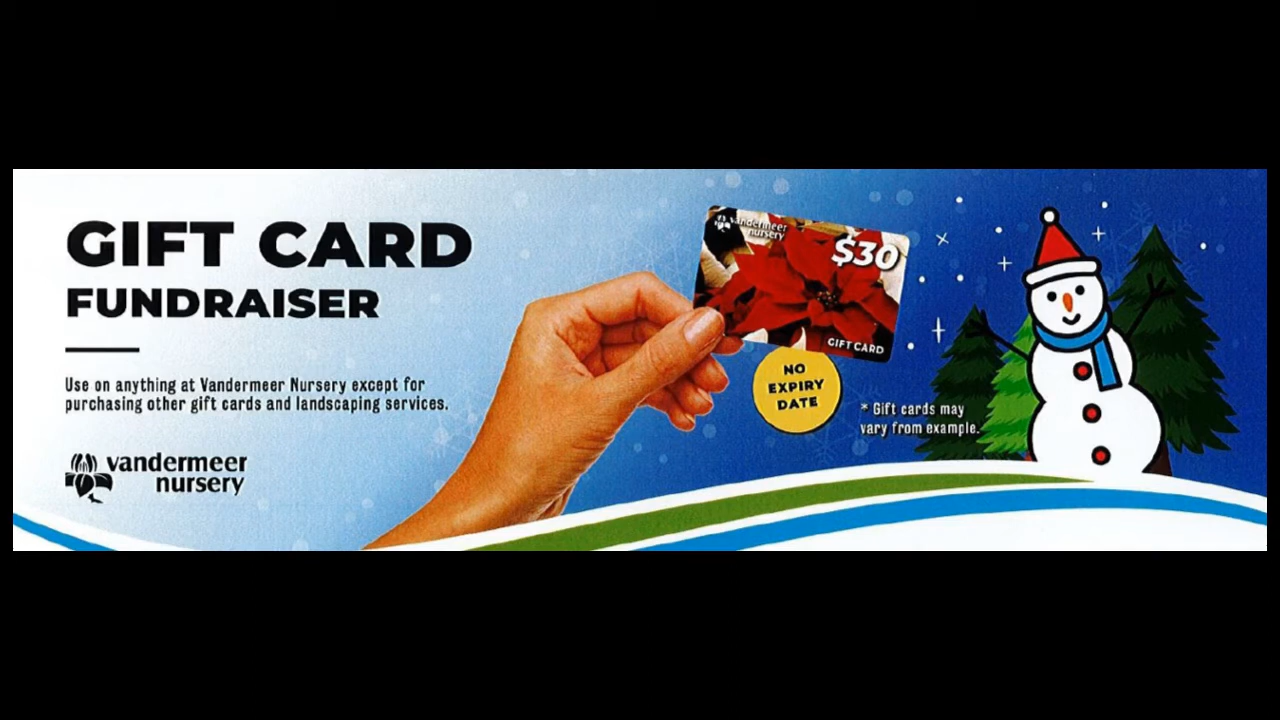 GIFT CARD
FUNDRAISER
Use on anything at Vandermeer Nursery except for
purchasing other gift cards and landscaping services.
vandermeer
nursery
vandermeer
nursery
$30
GIFT CARD
NO
EXPIRY
DATE
* Gift cards may
vary from example.